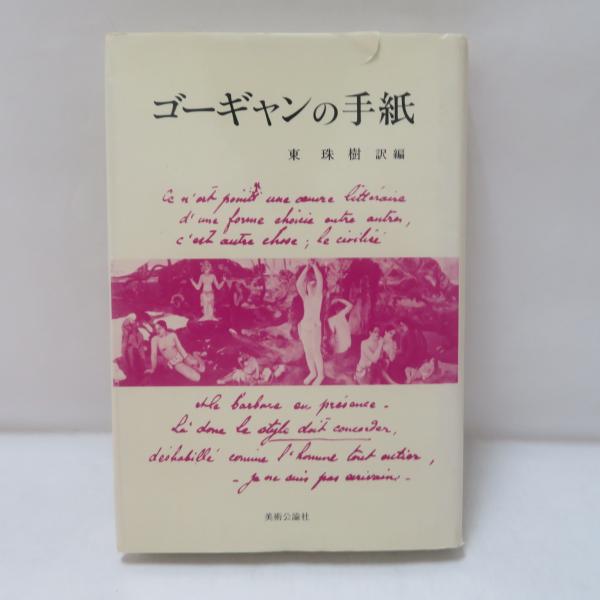 ゴーギャンの手紙
東 珠樹 訳編
Ce n'est point une œuvre littéraire
d'une forme choisie entre autres,
c'est autre chose; le civilisé
et le barbare en présence -
Là donc le style doit concorder,
déshabillé comme l'homme tout entier,
- Je ne suis pas écrivain -
美術公論社